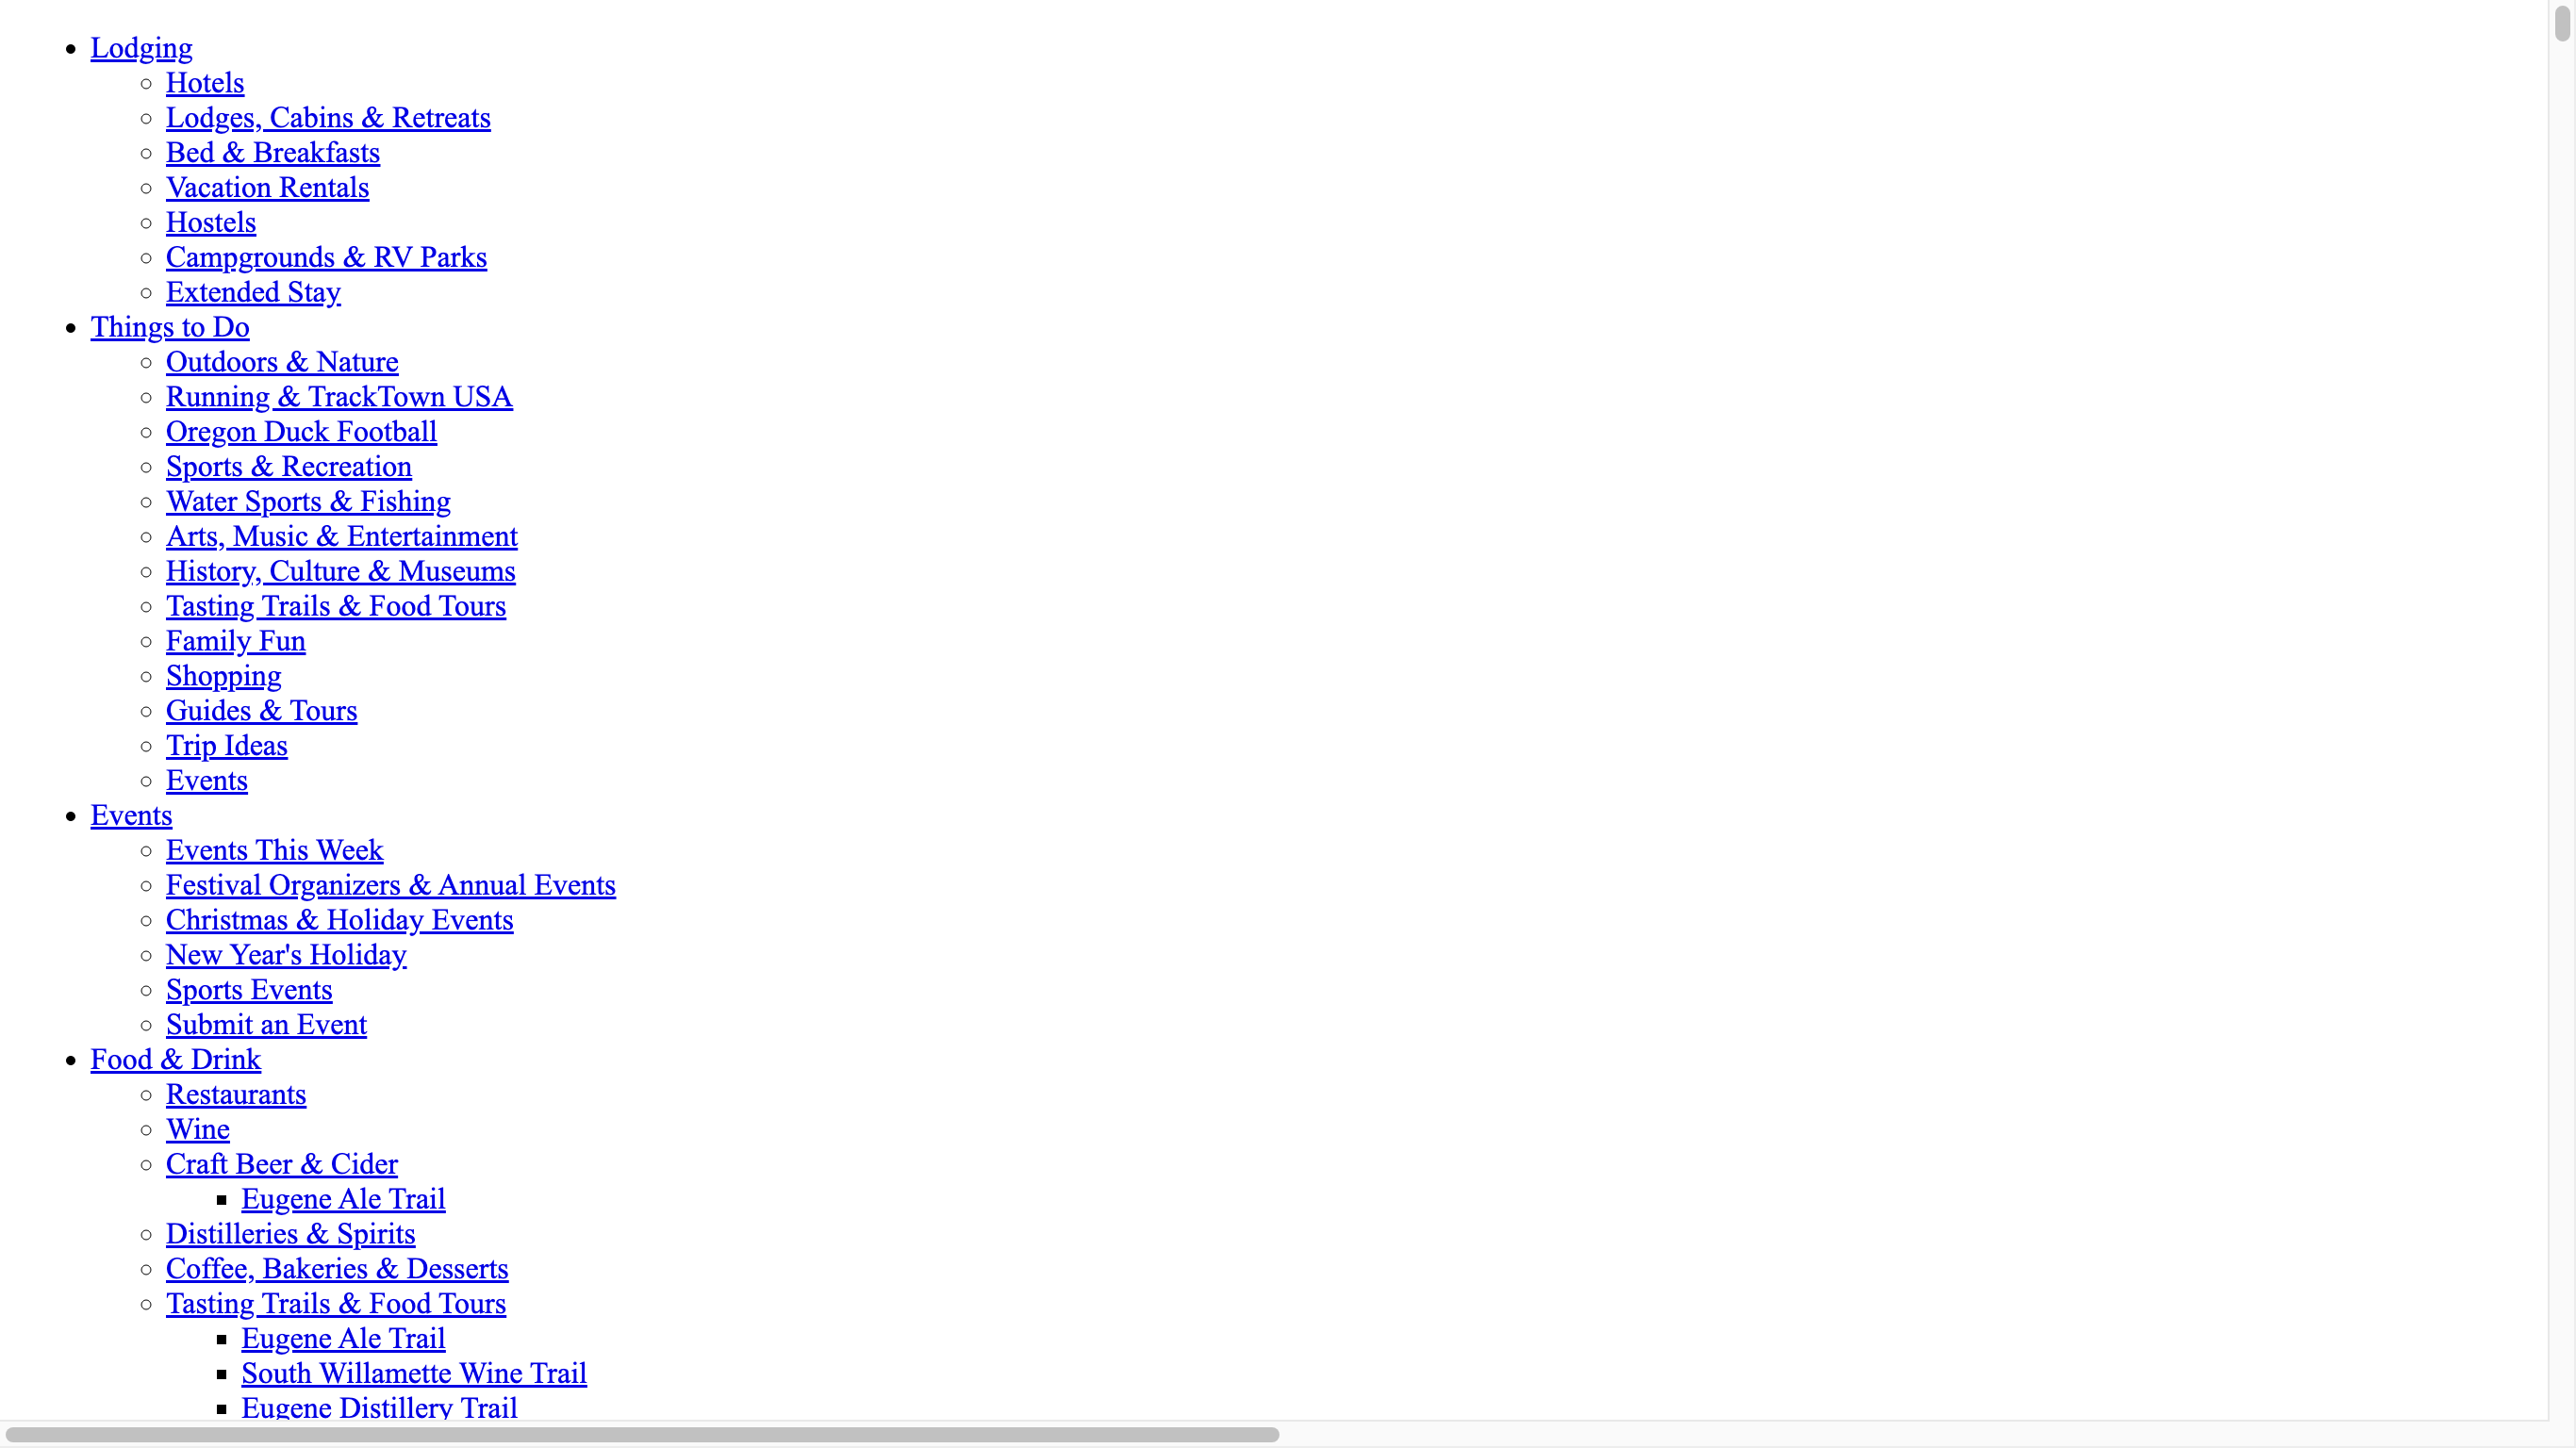 Lodging
Hotels
Lodges, Cabins & Retreats
Bed & Breakfasts
Vacation Rentals
Hostels
Campgrounds & RV Parks
Extended Stay
Things to Do
Outdoors & Nature
Running & TrackTown USA
Oregon Duck Football
Sports & Recreation
Water Sports & Fishing
Arts, Music & Entertainment
History, Culture & Museums
Tasting Trails & Food Tours
Family Fun
Shopping
Guides & Tours
Trip Ideas
Events
Events
Events This Week
Festival Organizers & Annual Events
Christmas & Holiday Events
New Year's Holiday
Sports Events
Submit an Event
Food & Drink
Restaurants
Wine
Craft Beer & Cider
Eugene Ale Trail
Distilleries & Spirits
Coffee, Bakeries & Desserts
Tasting Trails & Food Tours
Eugene Ale Trail
South Willamette Wine Trail
Eugene Distillery Trail